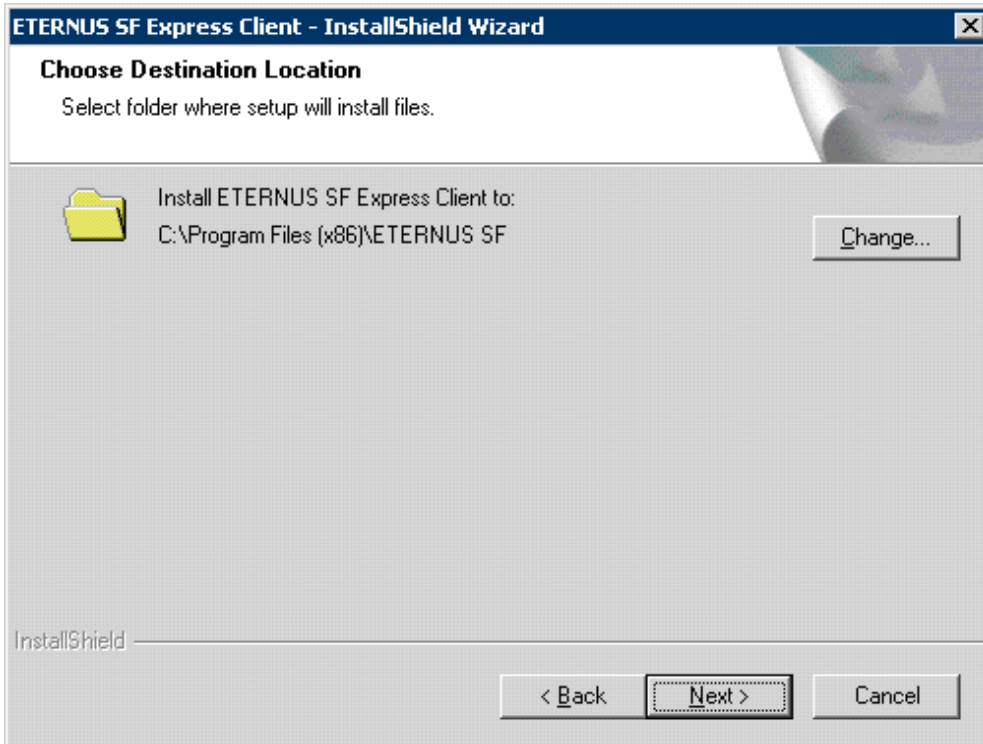 ETERNUS SF Express Client - InstallShield Wizard
Choose Destination Location
Select folder where setup will install files.
Install ETERNUS SF Express Client to:
C:\Program Files (x86)\ETERNUS SF
Change...
InstallShield
< Back
Next >
Cancel